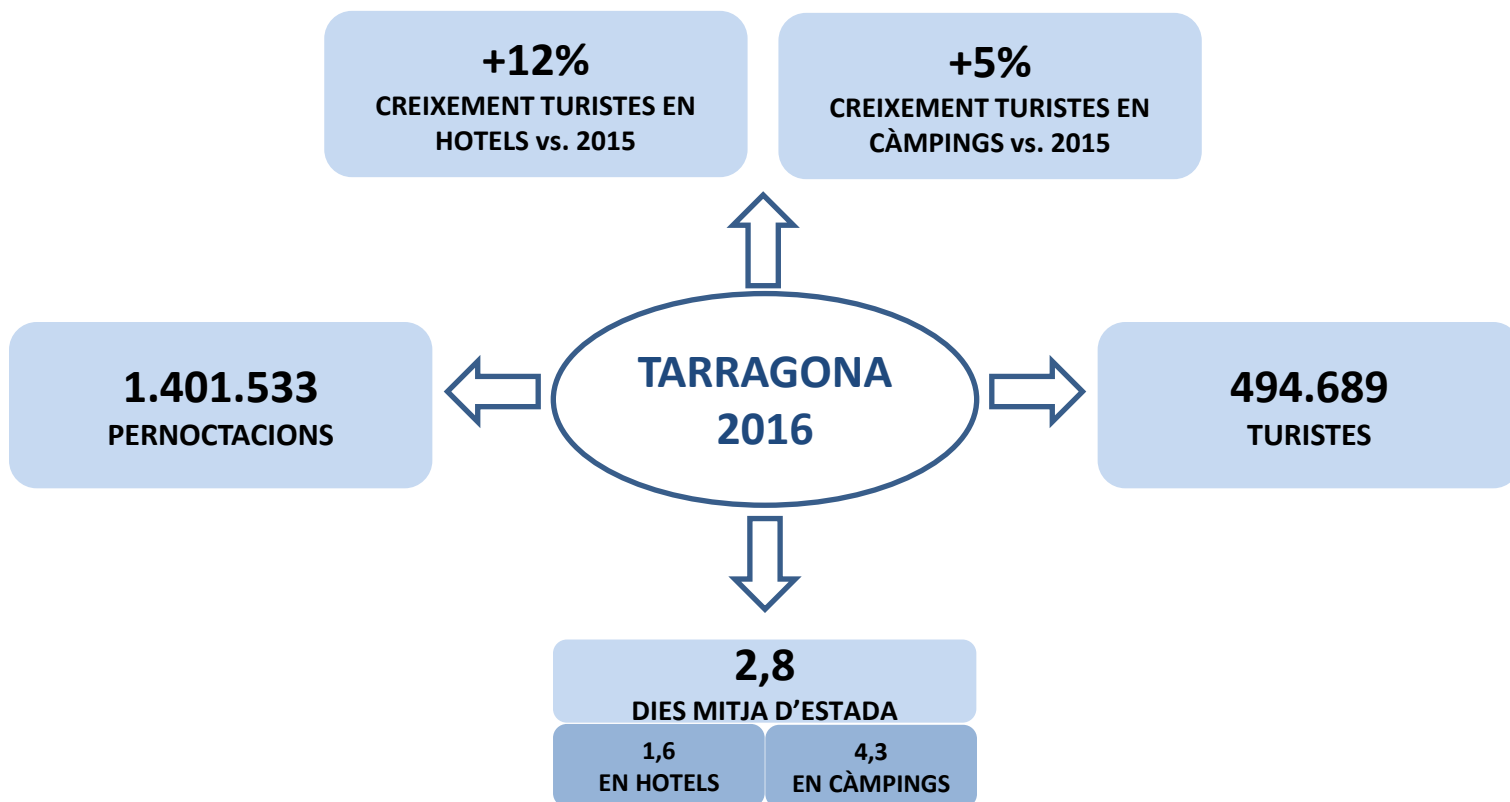 +12%
CREIXEMENT TURISTES EN
HOTELS vs. 2015
+5%
CREIXEMENT TURISTES EN
CÀMPINGS vs. 2015
1.401.533
PERNOCTACIONS
TARRAGONA
2016
494.689
TURISTES
2,8
DIES MITJA D’ESTADA
1,6
EN HOTELS
4,3
EN CÀMPINGS